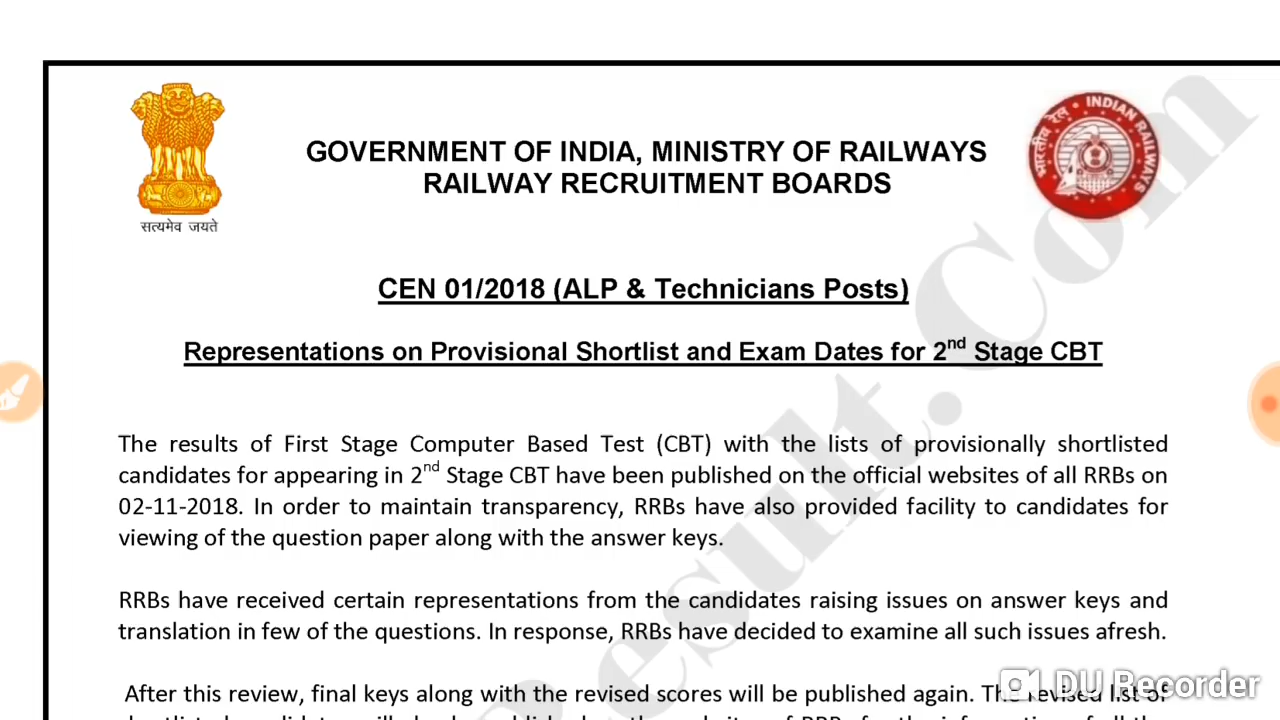 सत्यमेव जयते
भारतीय रेल • INDIAN RAILWAYS
GOVERNMENT OF INDIA, MINISTRY OF RAILWAYS
RAILWAY RECRUITMENT BOARDS
CEN 01/2018 (ALP & Technicians Posts)
Representations on Provisional Shortlist and Exam Dates for 2nd Stage CBT
The results of First Stage Computer Based Test (CBT) with the lists of provisionally shortlisted
candidates for appearing in 2nd Stage CBT have been published on the official websites of all RRBs on
02-11-2018. In order to maintain transparency, RRBs have also provided facility to candidates for
viewing of the question paper along with the answer keys.
RRBs have received certain representations from the candidates raising issues on answer keys and
translation in few of the questions. In response, RRBs have decided to examine all such issues afresh.
After this review, final keys along with the revised scores will be published again. The revised list of
esult.Com
DU Recorder